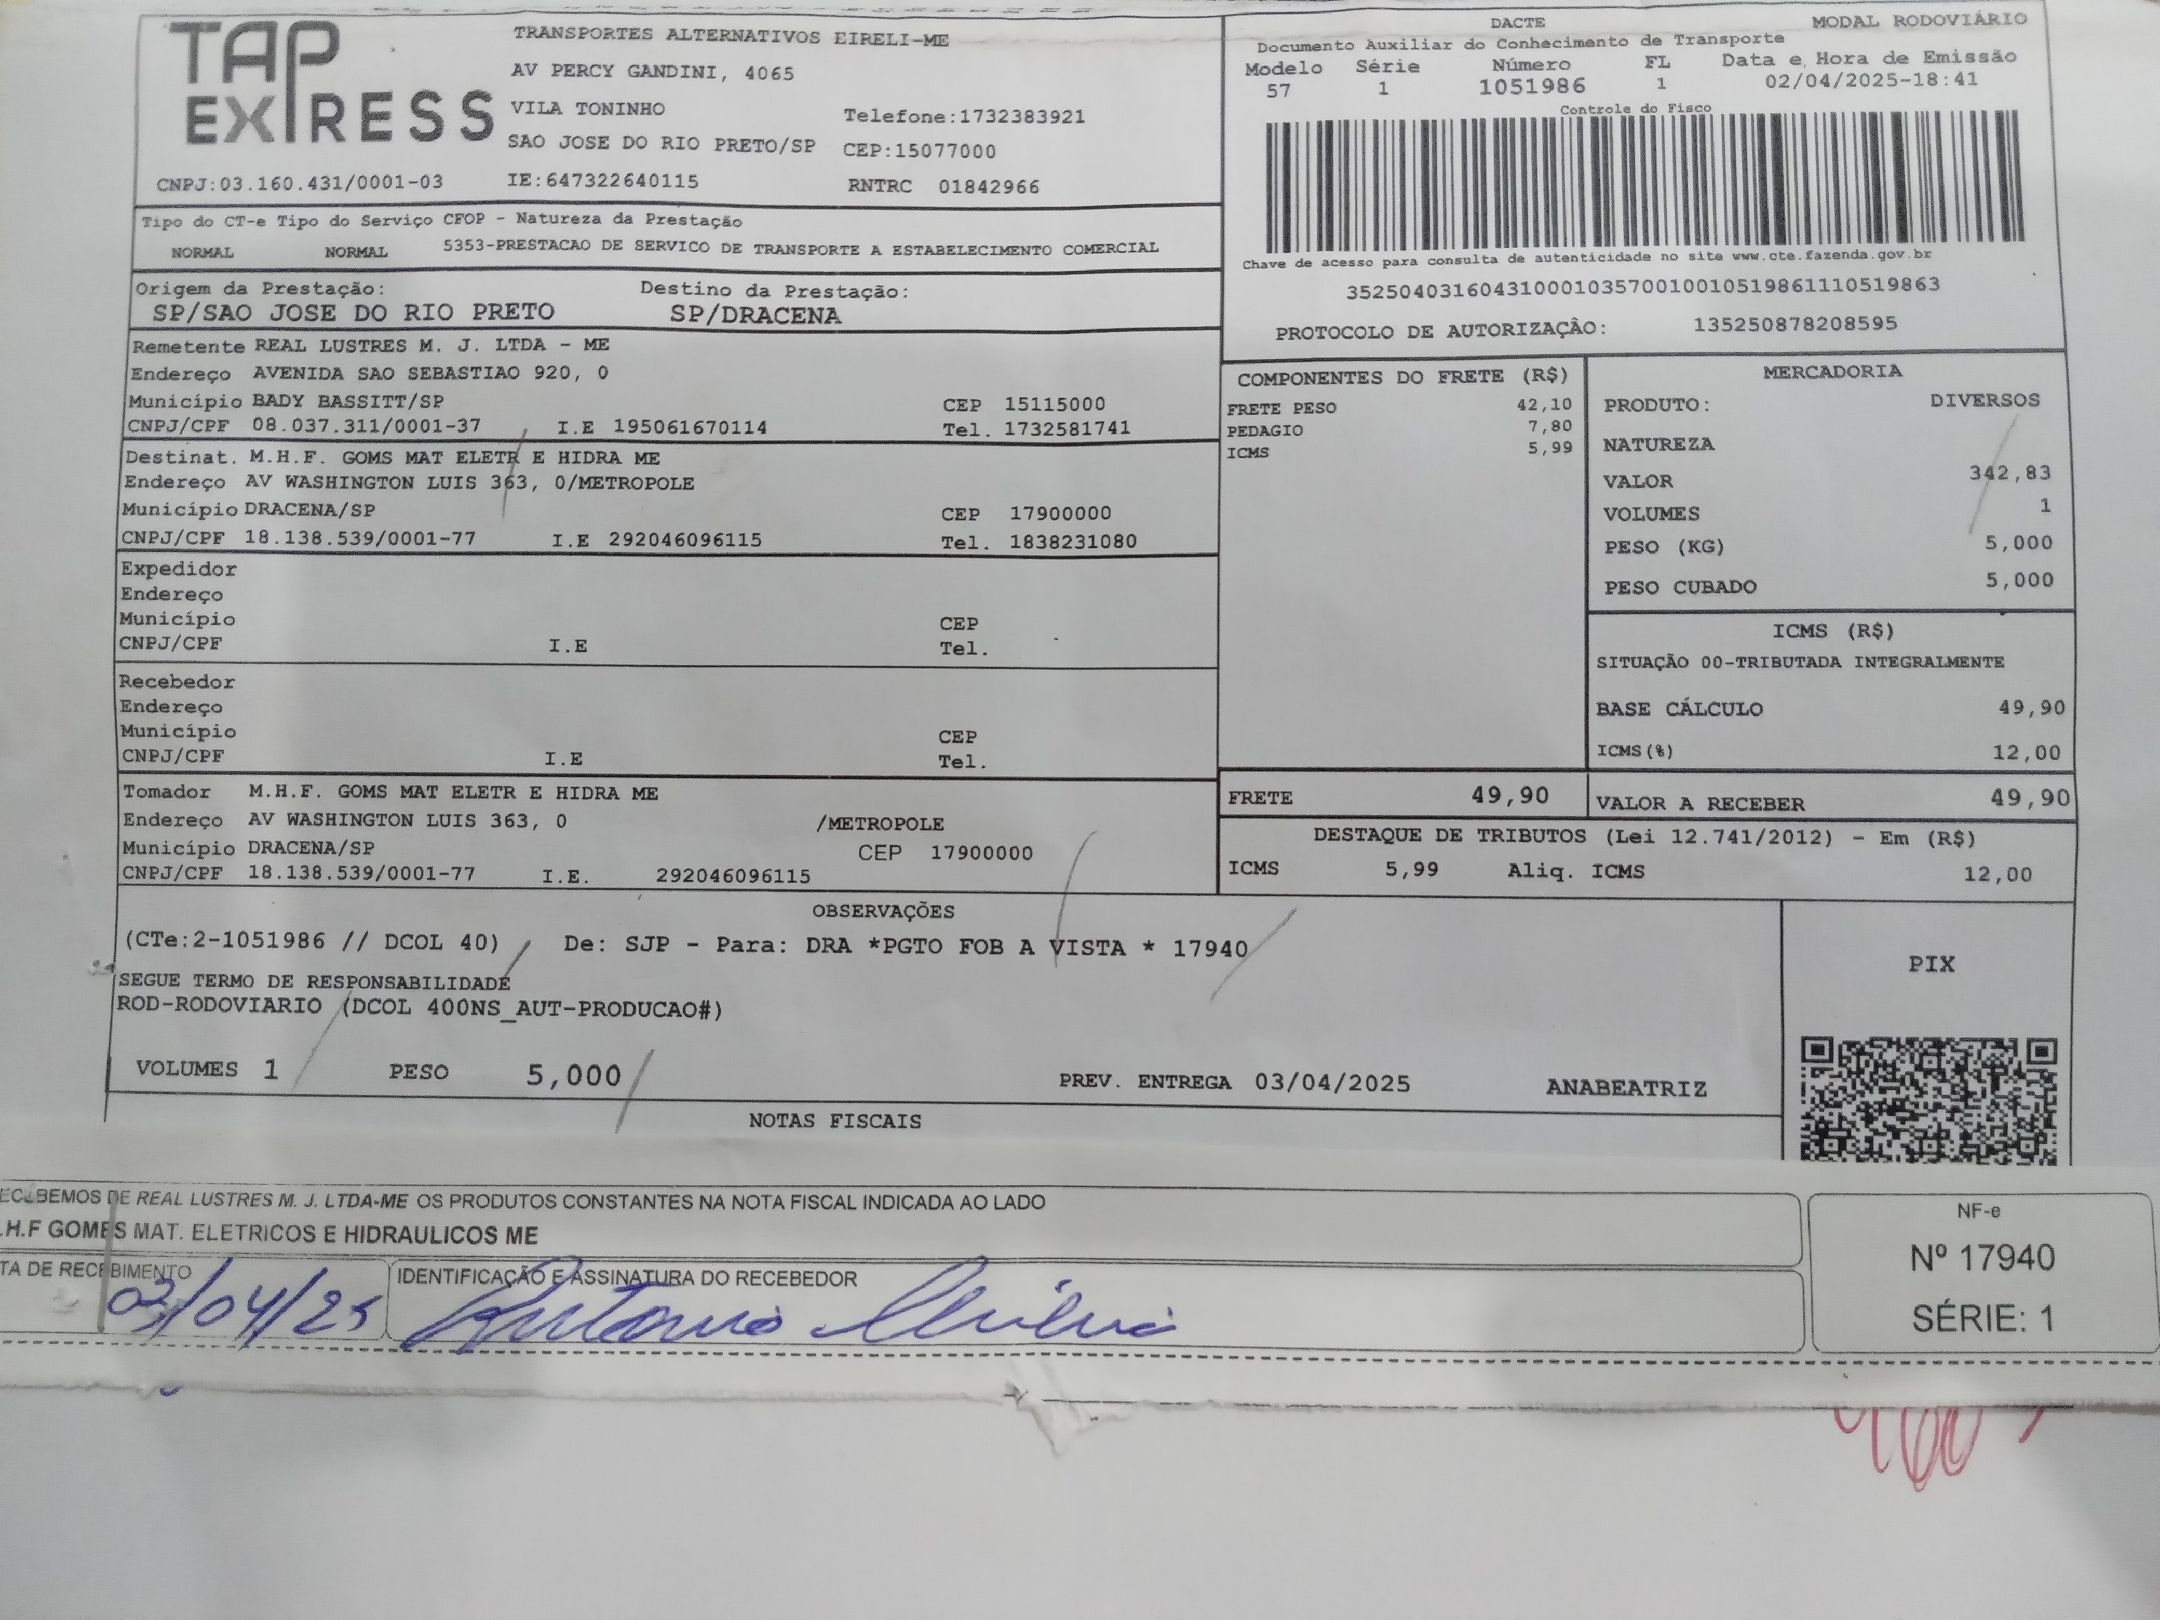 TAP EXPRESS
TRANSPORTES ALTERNATIVOS EIRELI-ME
AV PERCY GANDINI, 4065
VILA TONINHO Telefone:1732383921
SAO JOSE DO RIO PRETO/SP CEP:15077000
CNPJ:03.160.431/0001-03 IE:647322640115 RNTRC 01842966
DACTE MODAL RODOVIÁRIO
Documento Auxiliar do Conhecimento de Transporte
Modelo Série Número FL Data e Hora de Emissão
57 1 1051986 1 02/04/2025-18:41
Controle do Fisco
Chave de acesso para consulta de autenticidade no site www.cte.fazenda.gov.br
35250403160431000103570010010519861110519863
PROTOCOLO DE AUTORIZAÇÂO: 135250878208595
Tipo do CT-e Tipo do Serviço CFOP - Natureza da Prestação
NORMAL NORMAL 5353-PRESTACAO DE SERVICO DE TRANSPORTE A ESTABELECIMENTO COMERCIAL
Origem da Prestação: Destino da Prestação:
SP/SAO JOSE DO RIO PRETO SP/DRACENA
Remetente REAL LUSTRES M. J. LTDA - ME
Endereço AVENIDA SAO SEBASTIAO 920, 0
Município BADY BASSITT/SP CEP 15115000
CNPJ/CPF 08.037.311/0001-37 I.E 195061670114 Tel. 1732581741
Destinat. M.H.F. GOMS MAT ELETR E HIDRA ME
Endereço AV WASHINGTON LUIS 363, 0/METROPOLE
Município DRACENA/SP CEP 17900000
CNPJ/CPF 18.138.539/0001-77 I.E 292046096115 Tel. 1838231080
Expedidor
Endereço
Município CEP
CNPJ/CPF I.E Tel.
Recebedor
Endereço
Município CEP
CNPJ/CPF I.E Tel.
Tomador M.H.F. GOMS MAT ELETR E HIDRA ME
Endereço AV WASHINGTON LUIS 363, 0 /METROPOLE
Município DRACENA/SP CEP 17900000
CNPJ/CPF 18.138.539/0001-77 I.E. 292046096115
COMPONENTES DO FRETE (R$)
FRETE PESO 42,10
PEDAGIO 7,80
ICMS 5,99
MERCADORIA
PRODUTO: DIVERSOS
NATUREZA
VALOR 342,83
VOLUMES 1
PESO (KG) 5,000
PESO CUBADO 5,000
ICMS (R$)
SITUAÇÃO 00-TRIBUTADA INTEGRALMENTE
BASE CÁLCULO 49,90
ICMS(%) 12,00
FRETE 49,90 VALOR A RECEBER 49,90
DESTAQUE DE TRIBUTOS (Lei 12.741/2012) - Em (R$)
ICMS 5,99 Aliq. ICMS 12,00
OBSERVAÇÕES
(CTe:2-1051986 // DCOL 40) De: SJP - Para: DRA *PGTO FOB A VISTA * 17940
SEGUE TERMO DE RESPONSABILIDADE
ROD-RODOVIARIO (DCOL 400NS_AUT-PRODUCAO#)
VOLUMES 1 PESO 5,000 PREV. ENTREGA 03/04/2025 ANABEATRIZ
PIX
NOTAS FISCAIS
ECEBEMOS DE REAL LUSTRES M. J. LTDA-ME OS PRODUTOS CONSTANTES NA NOTA FISCAL INDICADA AO LADO
.H.F GOMES MAT. ELETRICOS E HIDRAULICOS ME
TA DE RECEBIMENTO IDENTIFICAÇÃO E ASSINATURA DO RECEBEDOR
03/04/25 Antonio
NF-e
Nº 17940
SÉRIE: 1